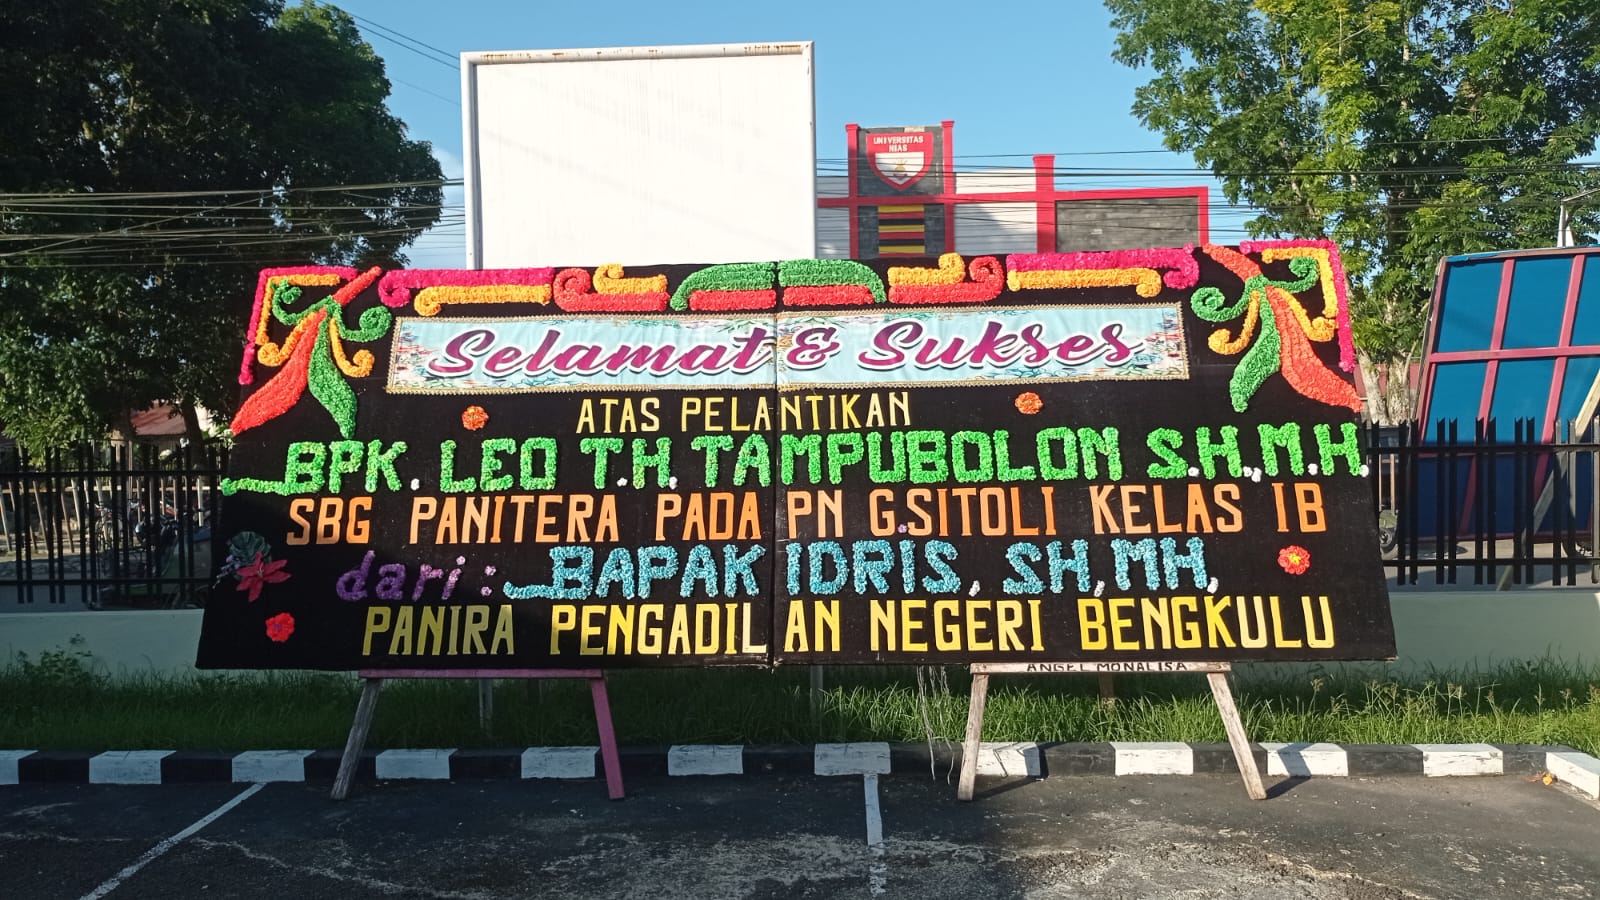 UNIVERSITAS
NIAS
Selamat & Sukses
ATAS PELANTIKAN
BPK. LEO T.H. TAMPUBOLON S.H., M.H.
SBG PANITERA PADA PN G.SITOLI KELAS IB
dari: BAPAK IDRIS, SH, MH,
PANIRA PENGADILAN NEGERI BENGKULU
ANGEL MONALISA